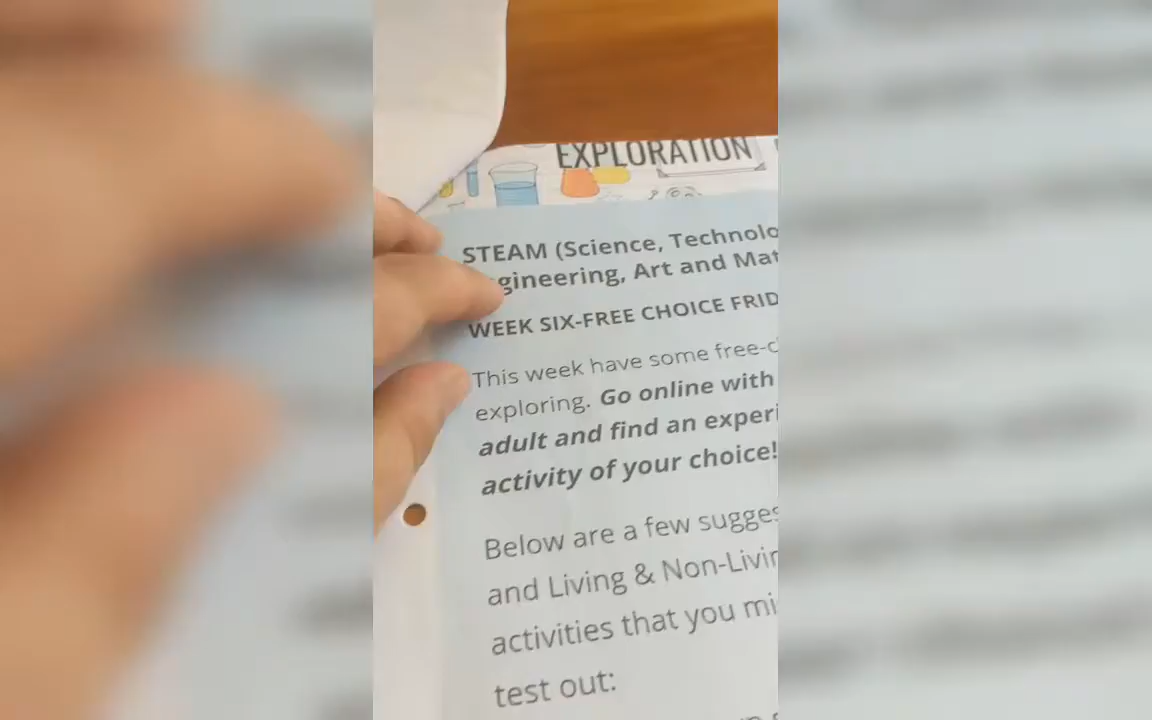 EXPLORATION
STEAM (Science, Technolo
gineering, Art and Mat
WEEK SIX-FREE CHOICE FRID
This week have some free-c
exploring. Go online with
adult and find an experi
activity of your choice!
Below are a few sugges
and Living & Non-Livin
activities that you mi
test out: